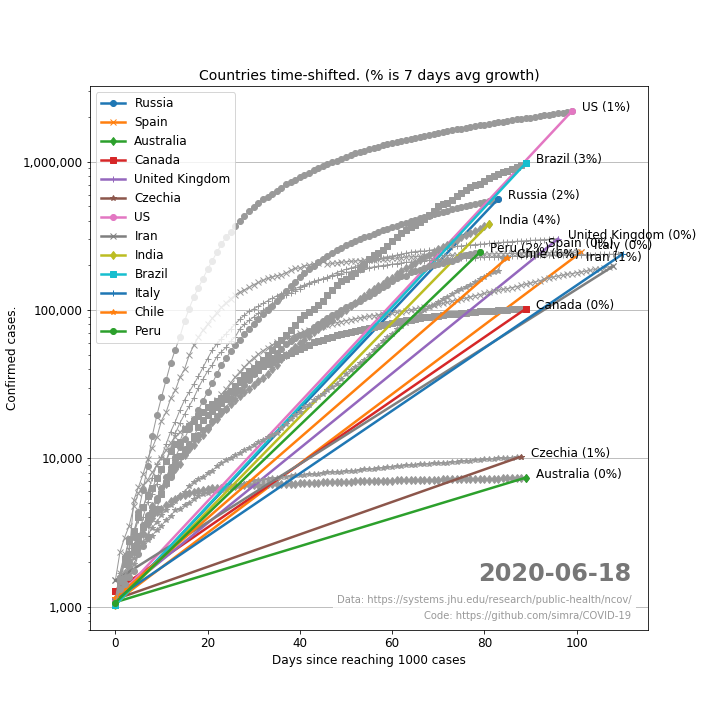 Countries time-shifted. (% is 7 days avg growth)
Confirmed cases.
1,000,000
100,000
10,000
1,000
Russia
Spain
Australia
Canada
United Kingdom
Czechia
US
Iran
India
Brazil
Italy
Chile
Peru
US (1%)
Brazil (3%)
Russia (2%)
India (4%)
United Kingdom (0%)
Spain (0%)
Italy (0%)
Peru (2%)
Chile (6%)
Iran (1%)
Canada (0%)
Czechia (1%)
Australia (0%)
2020-06-18
Data: https://systems.jhu.edu/research/public-health/ncov/
Code: https://github.com/simra/COVID-19
0 20 40 60 80 100
Days since reaching 1000 cases